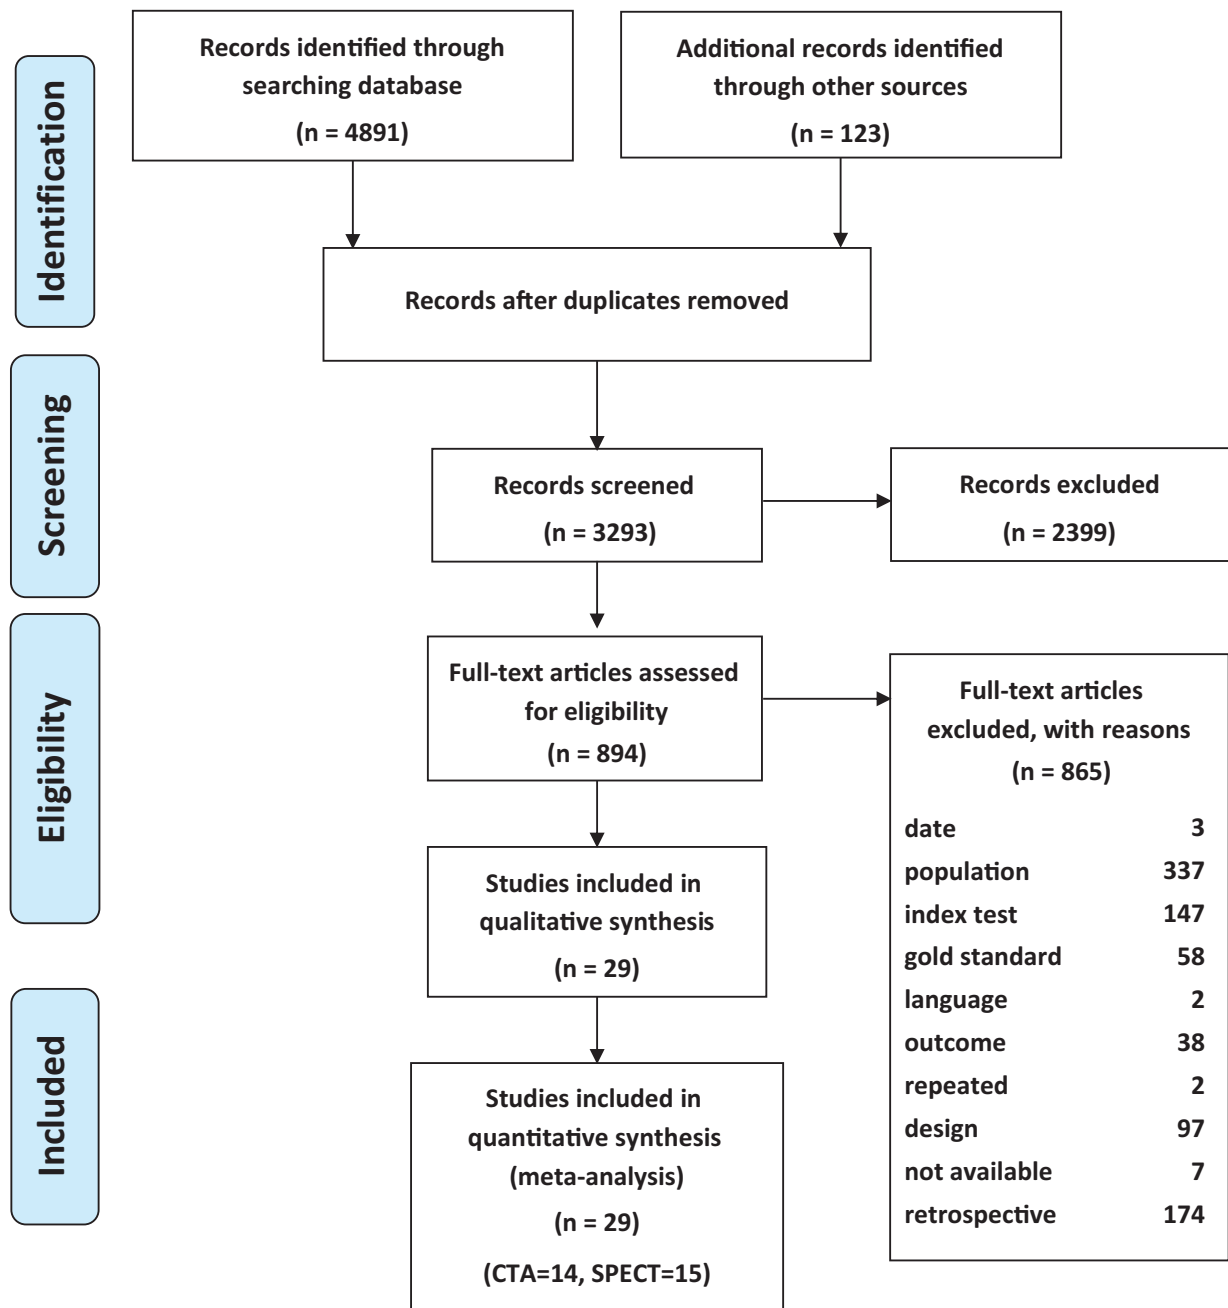 Identification
Records identified through
searching database
(n = 4891)
Additional records identified
through other sources
(n = 123)
Records after duplicates removed
Screening
Records screened
(n = 3293)
Records excluded
(n = 2399)
Eligibility
Full-text articles assessed
for eligibility
(n = 894)
Full-text articles
excluded, with reasons
(n = 865)
date 3
population 337
index test 147
gold standard 58
language 2
outcome 38
repeated 2
design 97
not available 7
retrospective 174
Studies included in
qualitative synthesis
(n = 29)
Included
Studies included in
quantitative synthesis
(meta-analysis)
(n = 29)
(CTA=14, SPECT=15)